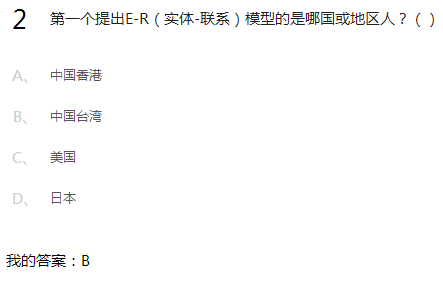 2 第一个提出E-R（实体-联系）模型的是哪国或地区人？( )
A、 中国香港
B、 中国台湾
C、 美国
D、 日本
我的答案：B